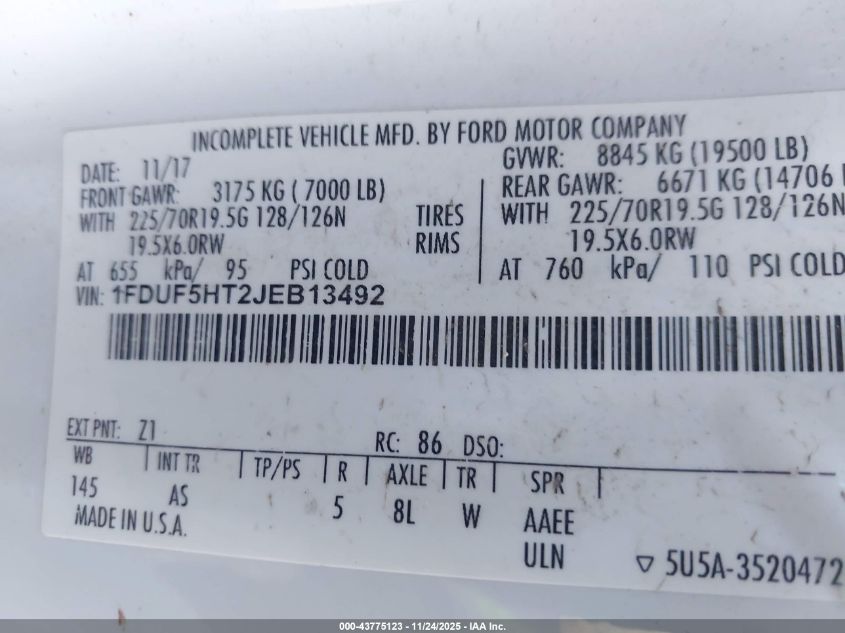 INCOMPLETE VEHICLE MFD. BY FORD MOTOR COMPANY
DATE: 11/17 GVWR: 8845 KG (19500 LB)
FRONT GAWR: 3175 KG ( 7000 LB) REAR GAWR: 6671 KG (14706
WITH 225/70R19.5G 128/126N TIRES WITH 225/70R19.5G 128/126N
19.5X6.0RW RIMS 19.5X6.0RW
AT 655 kPa/ 95 PSI COLD AT 760 kPa/ 110 PSI COLD
VIN: 1FDUF5HT2JEB13492
EXT PNT: Z1 RC: 86 DSO:
WB INT TR TP/PS R AXLE TR SPR
145 AS 5 8L W AAEE
MADE IN U.S.A. ULN
▽ 5U5A-3520472
000-43775123 - 11/24/2025 - IAA Inc.